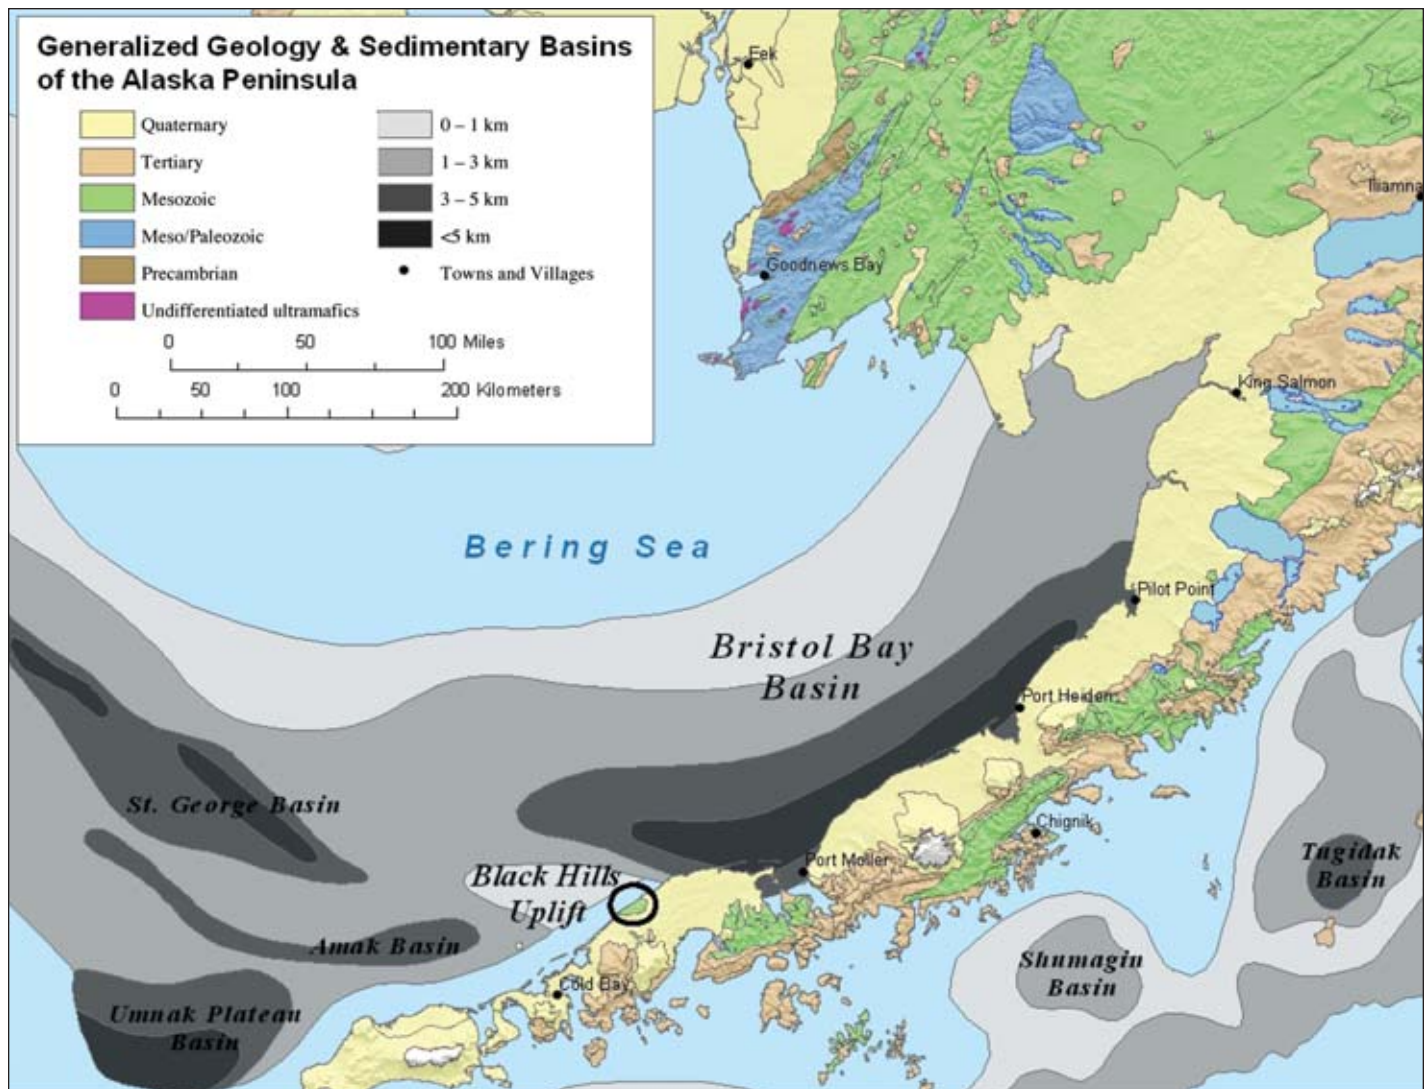 Generalized Geology & Sedimentary Basins
of the Alaska Peninsula
Quaternary
Tertiary
Mesozoic
Meso/Paleozoic
Precambrian
Undifferentiated ultramafics
0 – 1 km
1 – 3 km
3 – 5 km
<5 km
Towns and Villages
0 50 100 Miles
0 50 100 200 Kilometers
Eek
Iliamna
Goodnews Bay
King Salmon
Bering Sea
Pilot Point
Bristol Bay
Basin
Port Heiden
St. George Basin
Chignik
Port Moller
Tugidak
Basin
Black Hills
Uplift
Amak Basin
Shumagin
Basin
Cold Bay
Umnak Plateau
Basin